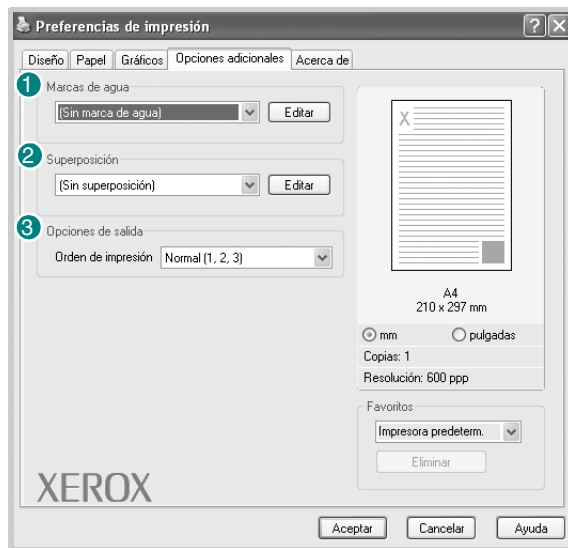 Preferencias de impresión
Diseño Papel Gráficos Opciones adicionales Acerca de
1 Marcas de agua
(Sin marca de agua) Editar
2 Superposición
(Sin superposición) Editar
3 Opciones de salida
Orden de impresión Normal (1, 2, 3)
X
A4
210 x 297 mm
mm pulgadas
Copias: 1
Resolución: 600 ppp
Favoritos
Impresora predeterm.
Eliminar
XEROX
Aceptar Cancelar Ayuda